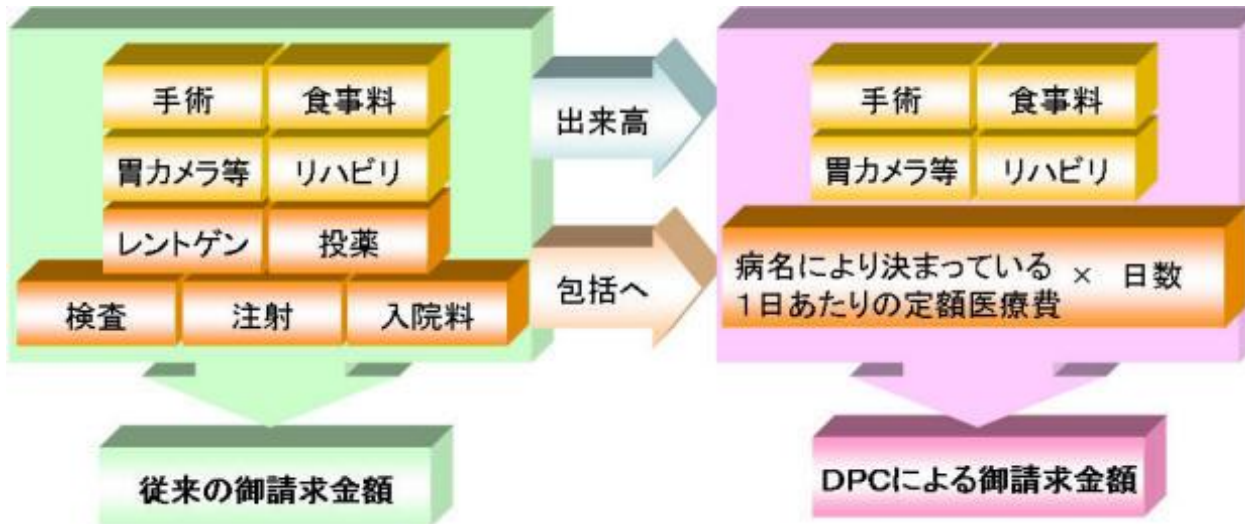 手術 食事料
胃カメラ等 リハビリ
レントゲン 投薬
検査 注射 入院料
従来の御請求金額
出来高
包括へ
手術 食事料
胃カメラ等 リハビリ
病名により決まっている
1日あたりの定額医療費 × 日数
DPCによる御請求金額